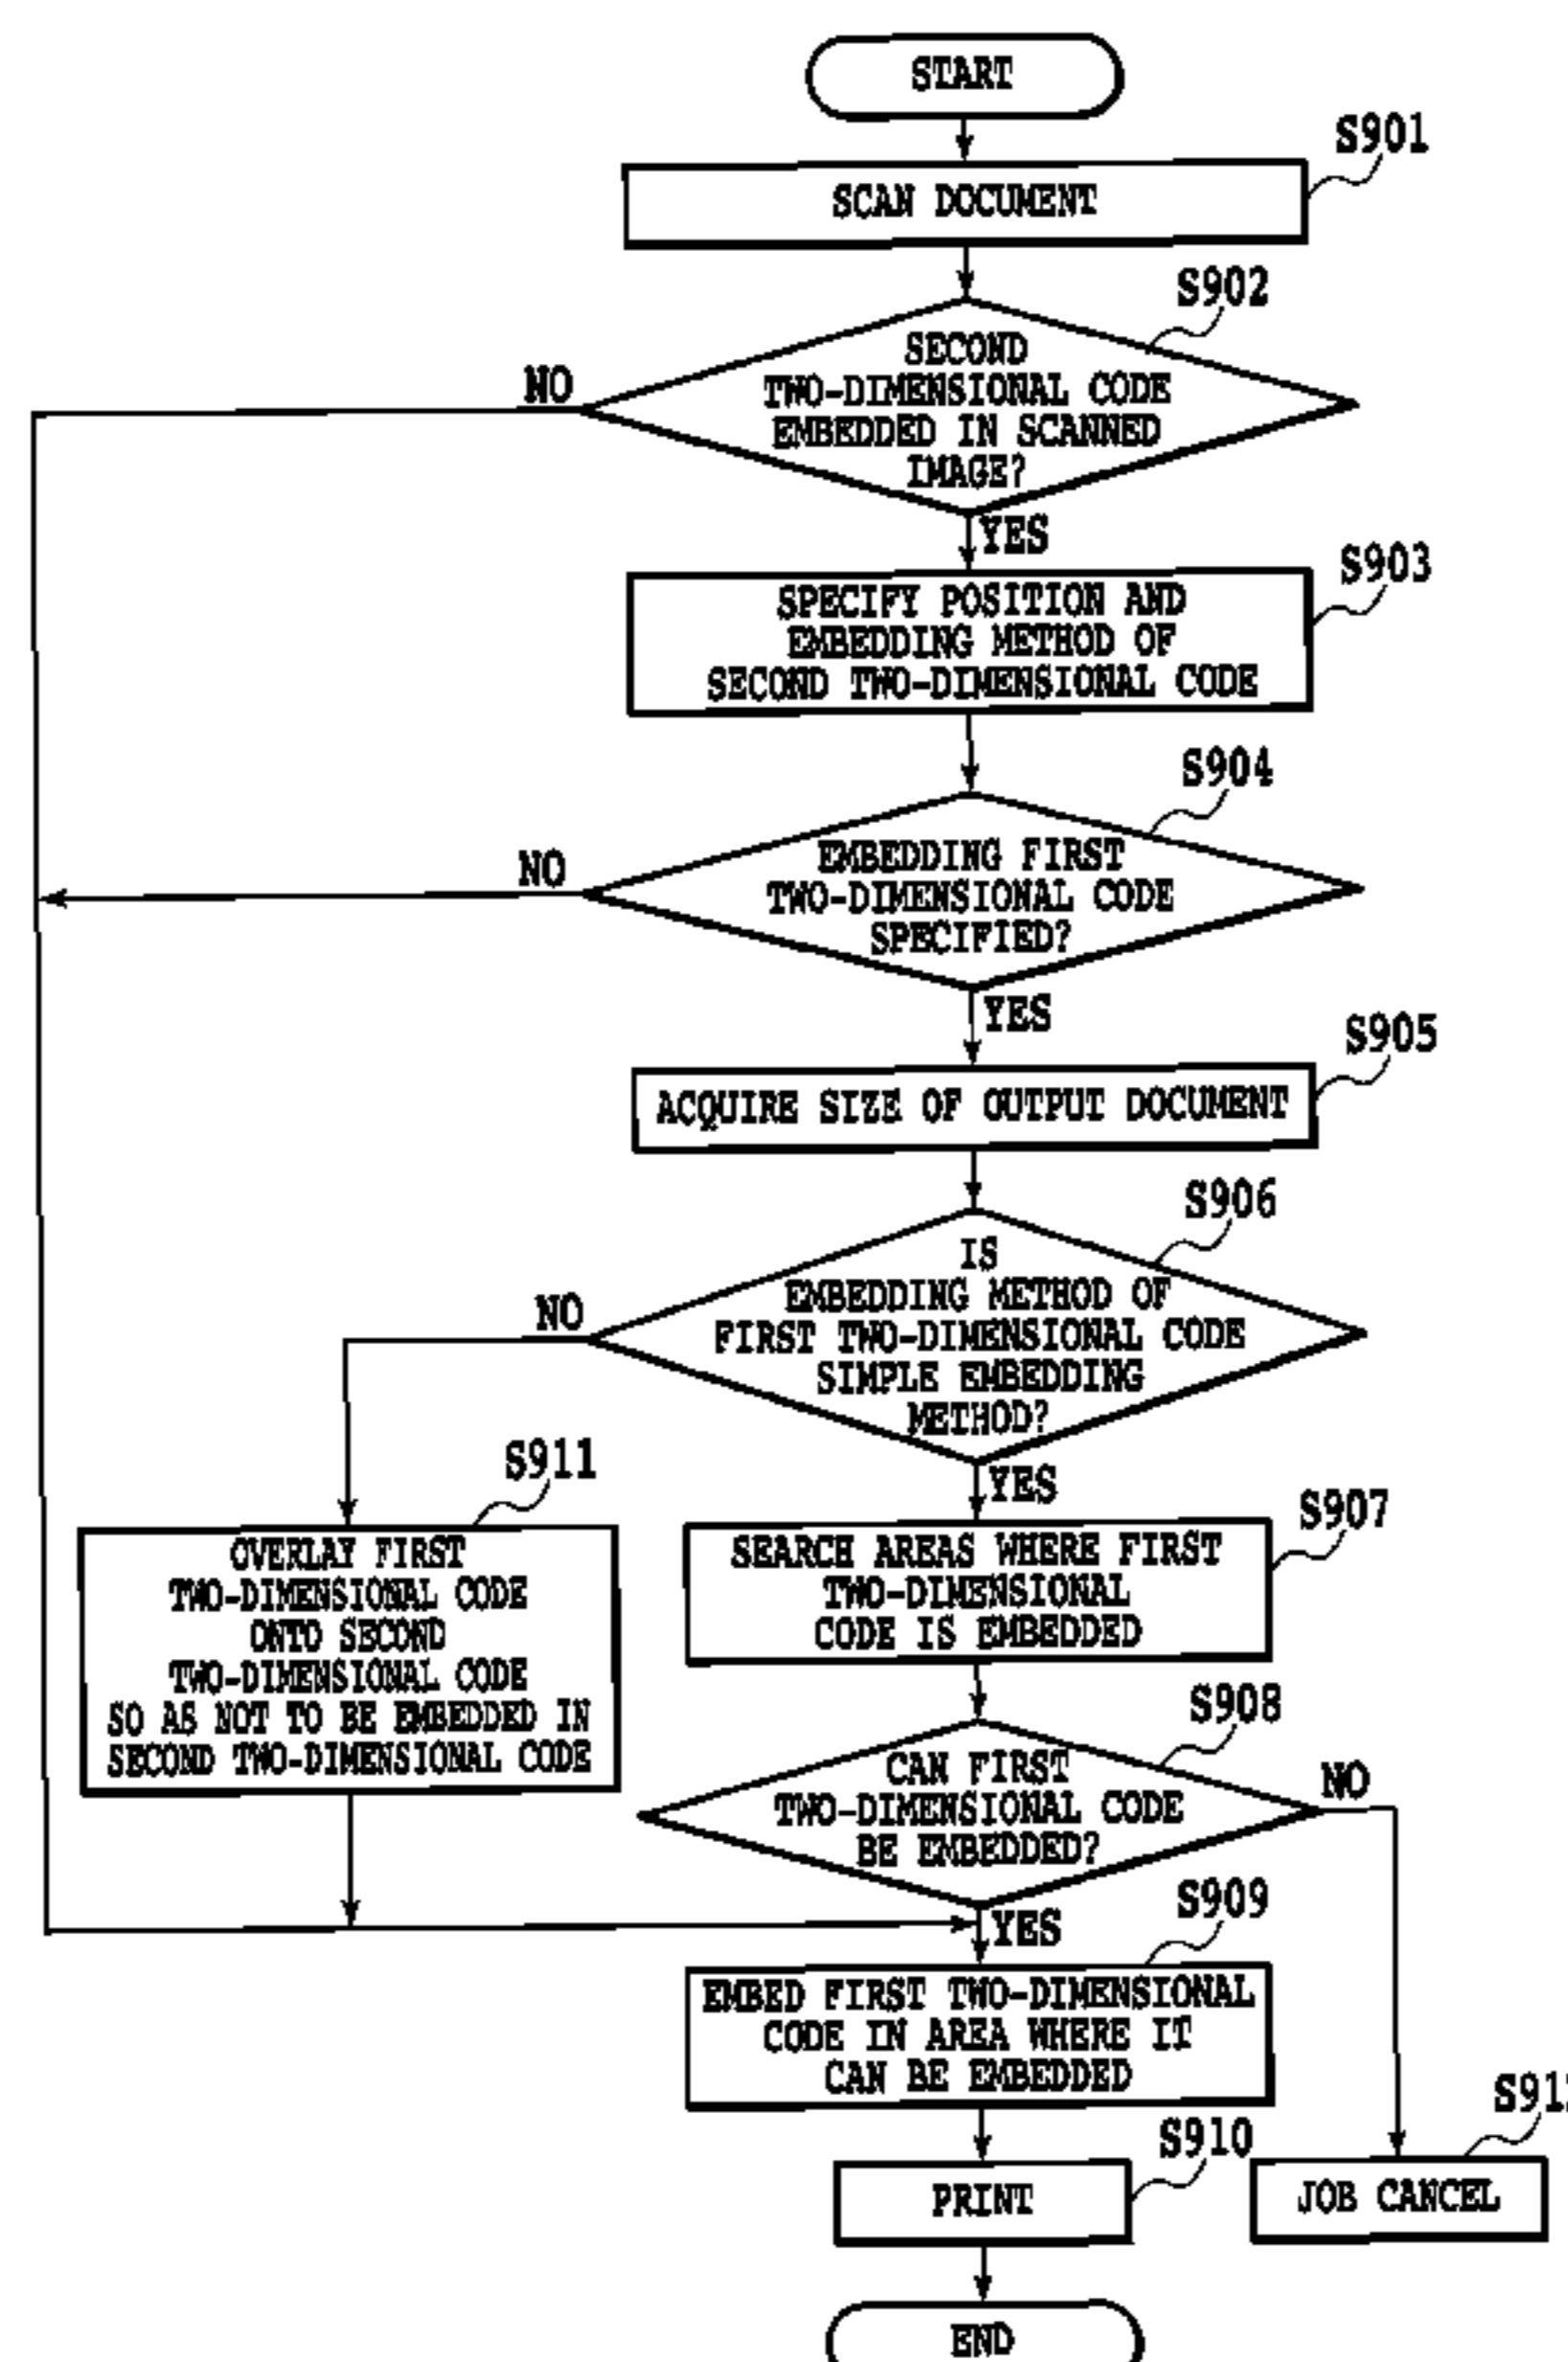 START
S901
SCAN DOCUMENT
S902
SECOND
TWO-DIMENSIONAL CODE
EMBEDDED IN SCANNED
IMAGE?
NO
YES
S903
SPECIFY POSITION AND
EMBEDDING METHOD OF
SECOND TWO-DIMENSIONAL CODE
S904
EMBEDDING FIRST
TWO-DIMENSIONAL CODE
SPECIFIED?
NO
YES
S905
ACQUIRE SIZE OF OUTPUT DOCUMENT
S906
IS
EMBEDDING METHOD OF
FIRST TWO-DIMENSIONAL CODE
SIMPLE EMBEDDING
METHOD?
NO
YES
S911
OVERLAY FIRST
TWO-DIMENSIONAL CODE
ONTO SECOND
TWO-DIMENSIONAL CODE
SO AS NOT TO BE EMBEDDED IN
SECOND TWO-DIMENSIONAL CODE
S907
SEARCH AREAS WHERE FIRST
TWO-DIMENSIONAL
CODE IS EMBEDDED
S908
CAN FIRST
TWO-DIMENSIONAL CODE
BE EMBEDDED?
NO
YES
S909
EMBED FIRST TWO-DIMENSIONAL
CODE IN AREA WHERE IT
CAN BE EMBEDDED
S910
PRINT
JOB CANCEL
END